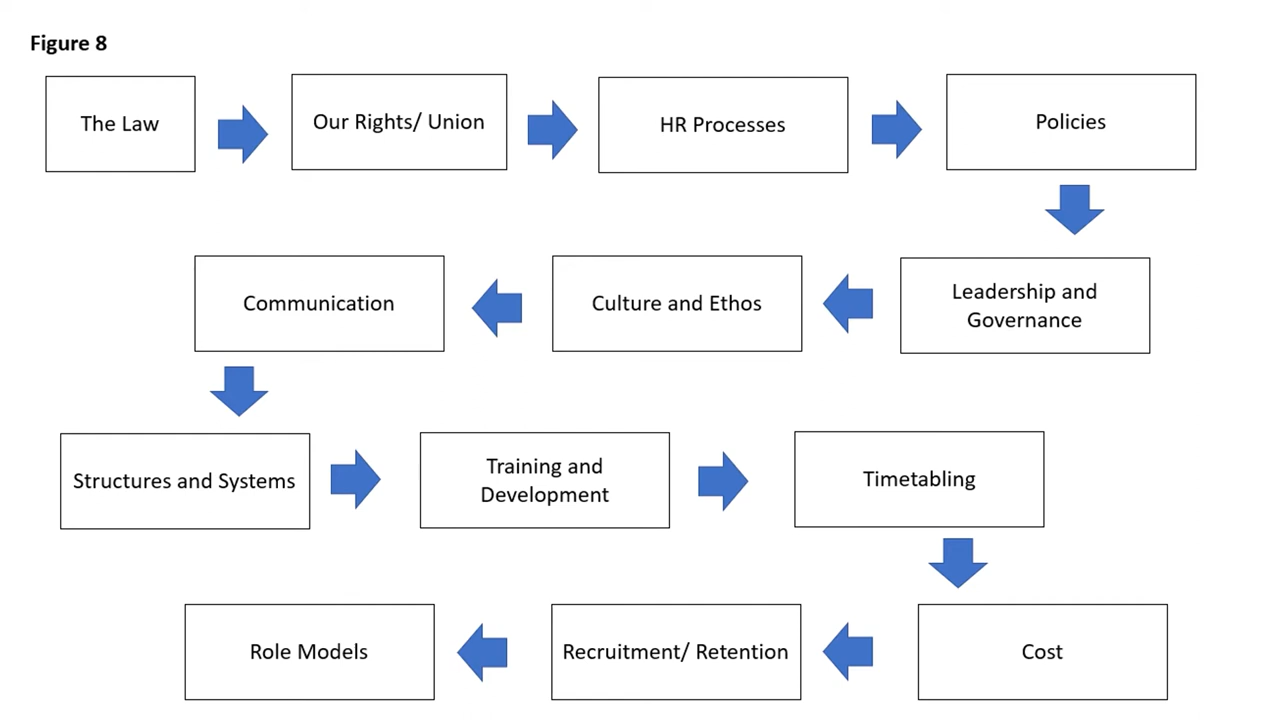 Figure 8
The Law
Our Rights/ Union
HR Processes
Policies
Leadership and
Governance
Culture and Ethos
Communication
Structures and Systems
Training and
Development
Timetabling
Cost
Recruitment/ Retention
Role Models